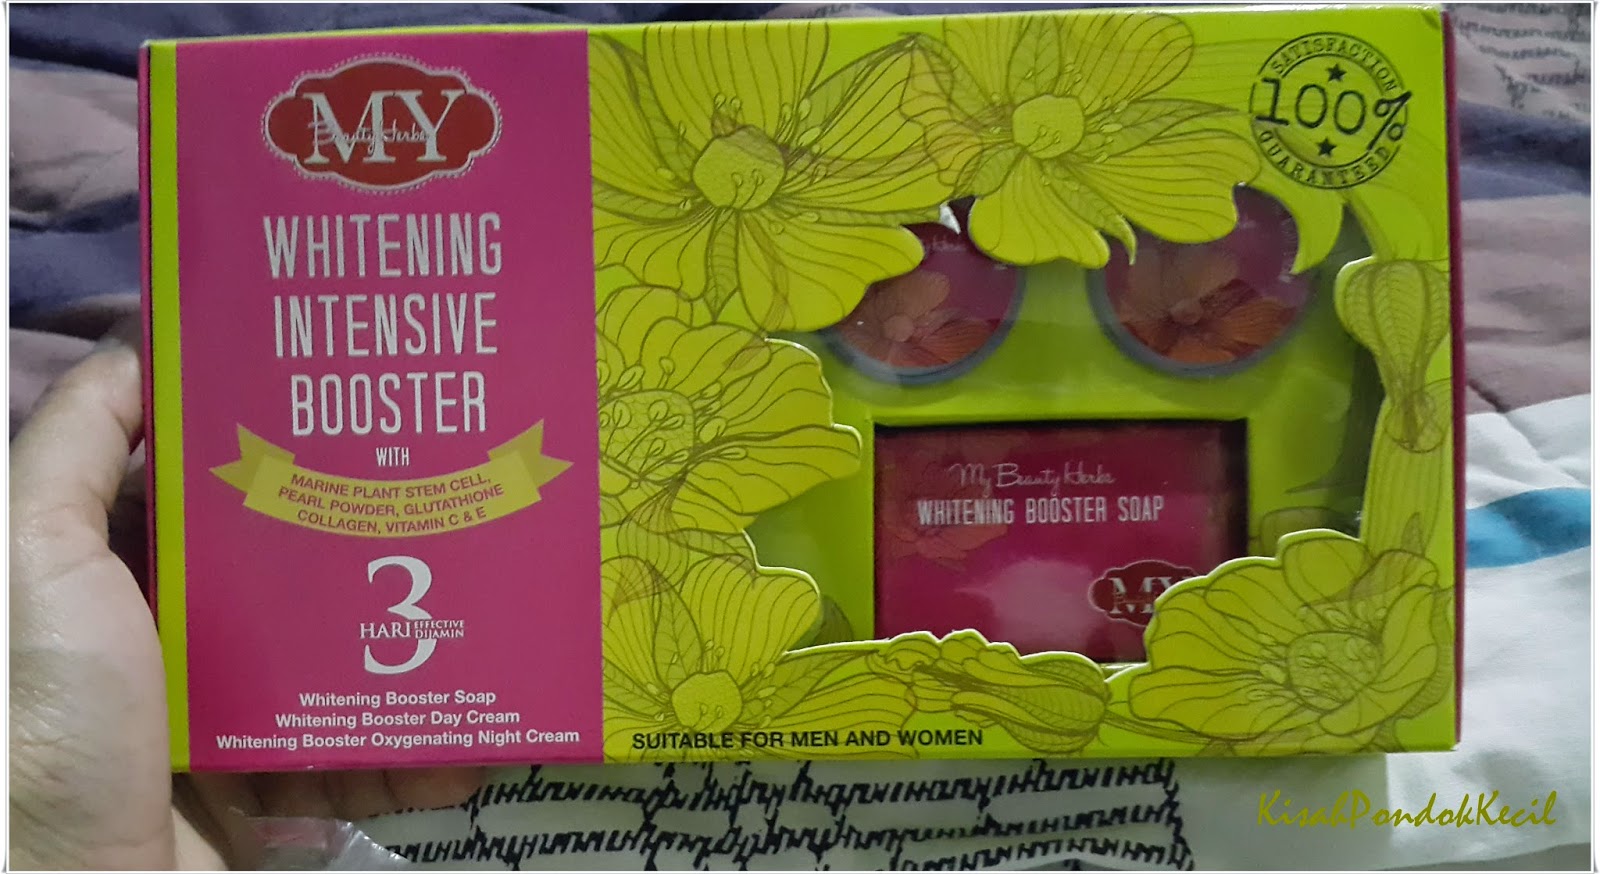 MY
Beauty Herbs
WHITENING
INTENSIVE
BOOSTER
WITH
MARINE PLANT STEM CELL,
PEARL POWDER, GLUTATHIONE
COLLAGEN, VITAMIN C & E
3
HARI EFFECTIVE DIJAMIN
Whitening Booster Soap
Whitening Booster Day Cream
Whitening Booster Oxygenating Night Cream
SATISFACTION
100%
GUARANTEED
My Beauty Herbs
WHITENING BOOSTER SOAP
MY
SUITABLE FOR MEN AND WOMEN
KisahPondokKecil